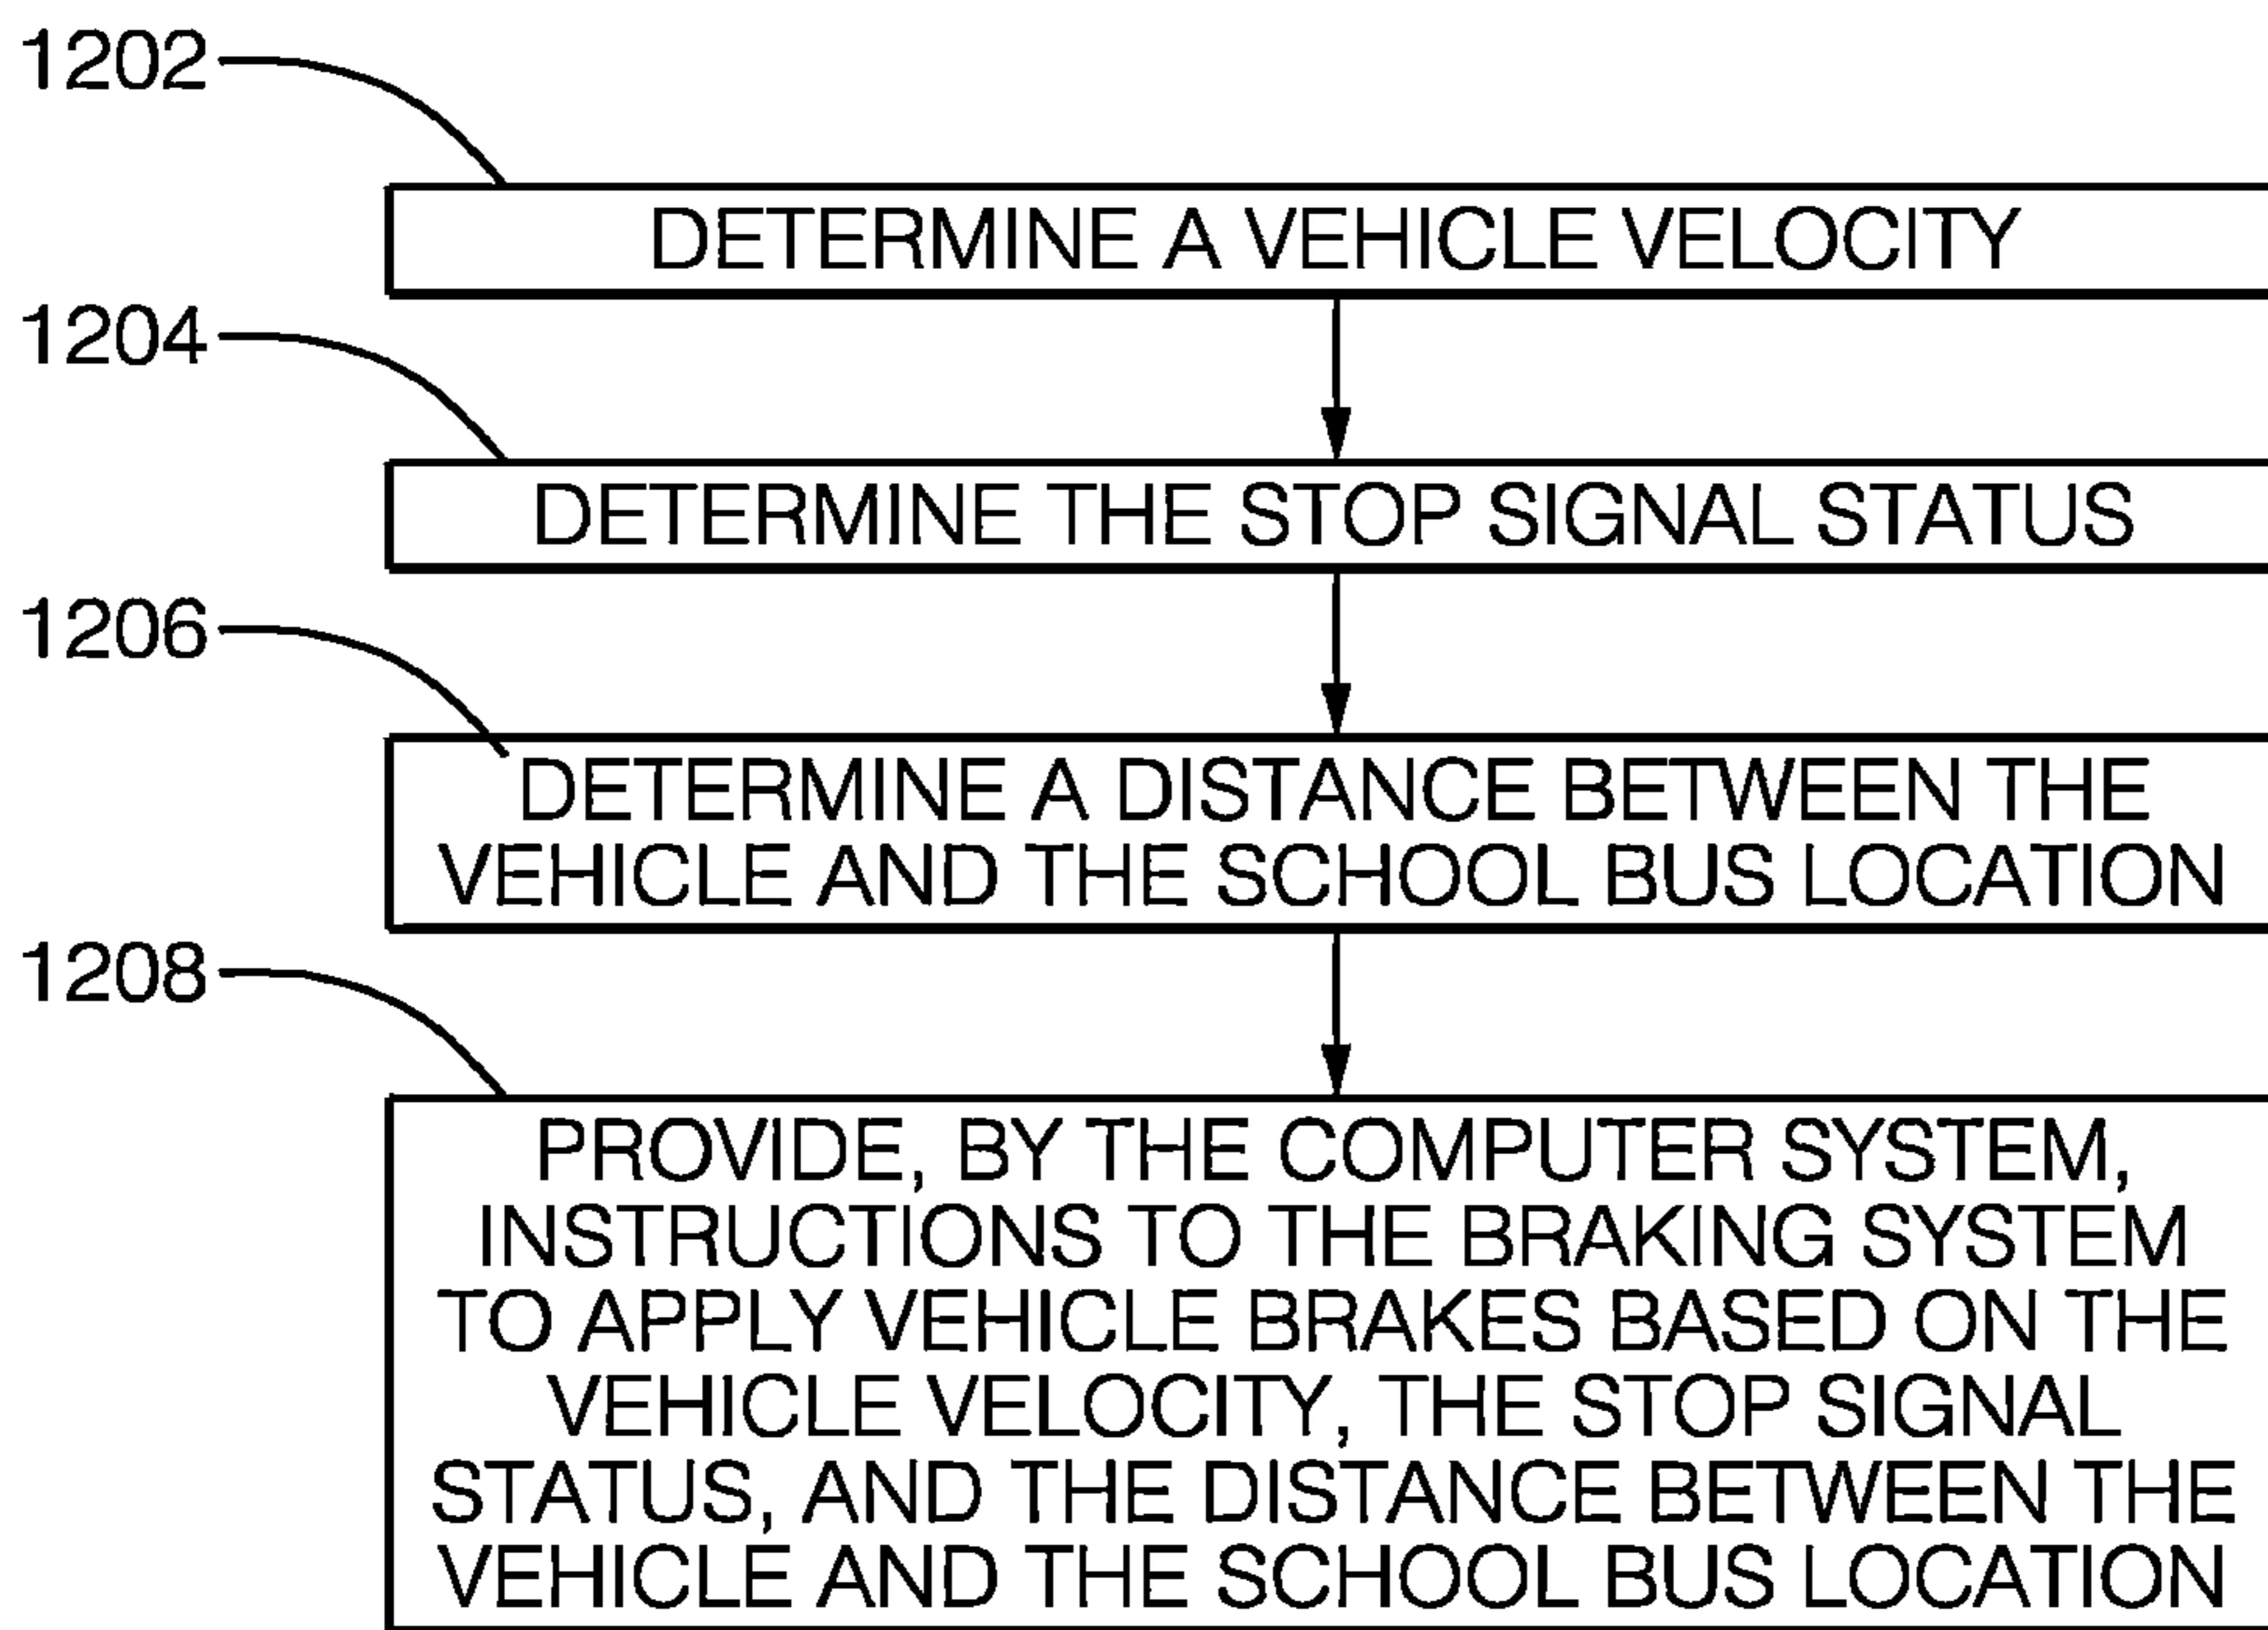 1202
DETERMINE A VEHICLE VELOCITY
1204
DETERMINE THE STOP SIGNAL STATUS
1206
DETERMINE A DISTANCE BETWEEN THE
VEHICLE AND THE SCHOOL BUS LOCATION
1208
PROVIDE, BY THE COMPUTER SYSTEM,
INSTRUCTIONS TO THE BRAKING SYSTEM
TO APPLY VEHICLE BRAKES BASED ON THE
VEHICLE VELOCITY, THE STOP SIGNAL
STATUS, AND THE DISTANCE BETWEEN THE
VEHICLE AND THE SCHOOL BUS LOCATION